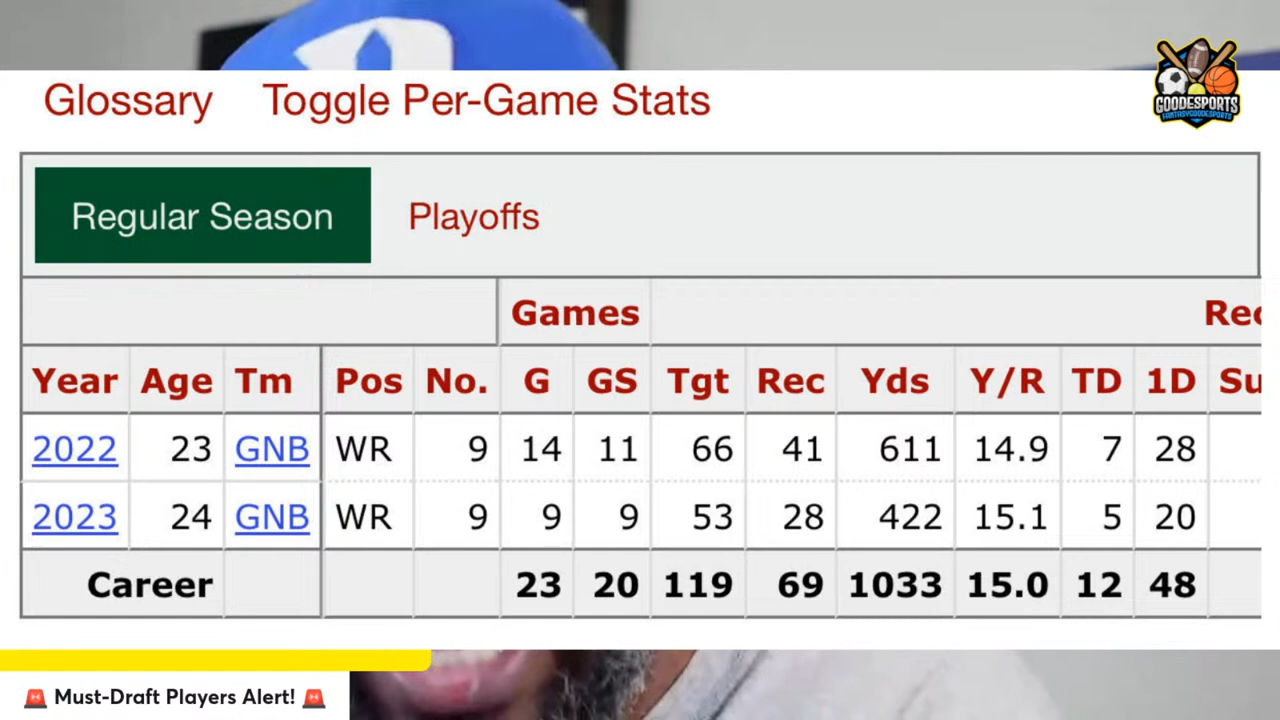 GOODESPORTS
FANTASYGOODESPORTS
Glossary Toggle Per-Game Stats
Regular Season Playoffs
Games Rec
Year Age Tm Pos No. G GS Tgt Rec Yds Y/R TD 1D Su
2022 23 GNB WR 9 14 11 66 41 611 14.9 7 28
2023 24 GNB WR 9 9 9 53 28 422 15.1 5 20
Career 23 20 119 69 1033 15.0 12 48
🚨 Must-Draft Players Alert! 🚨